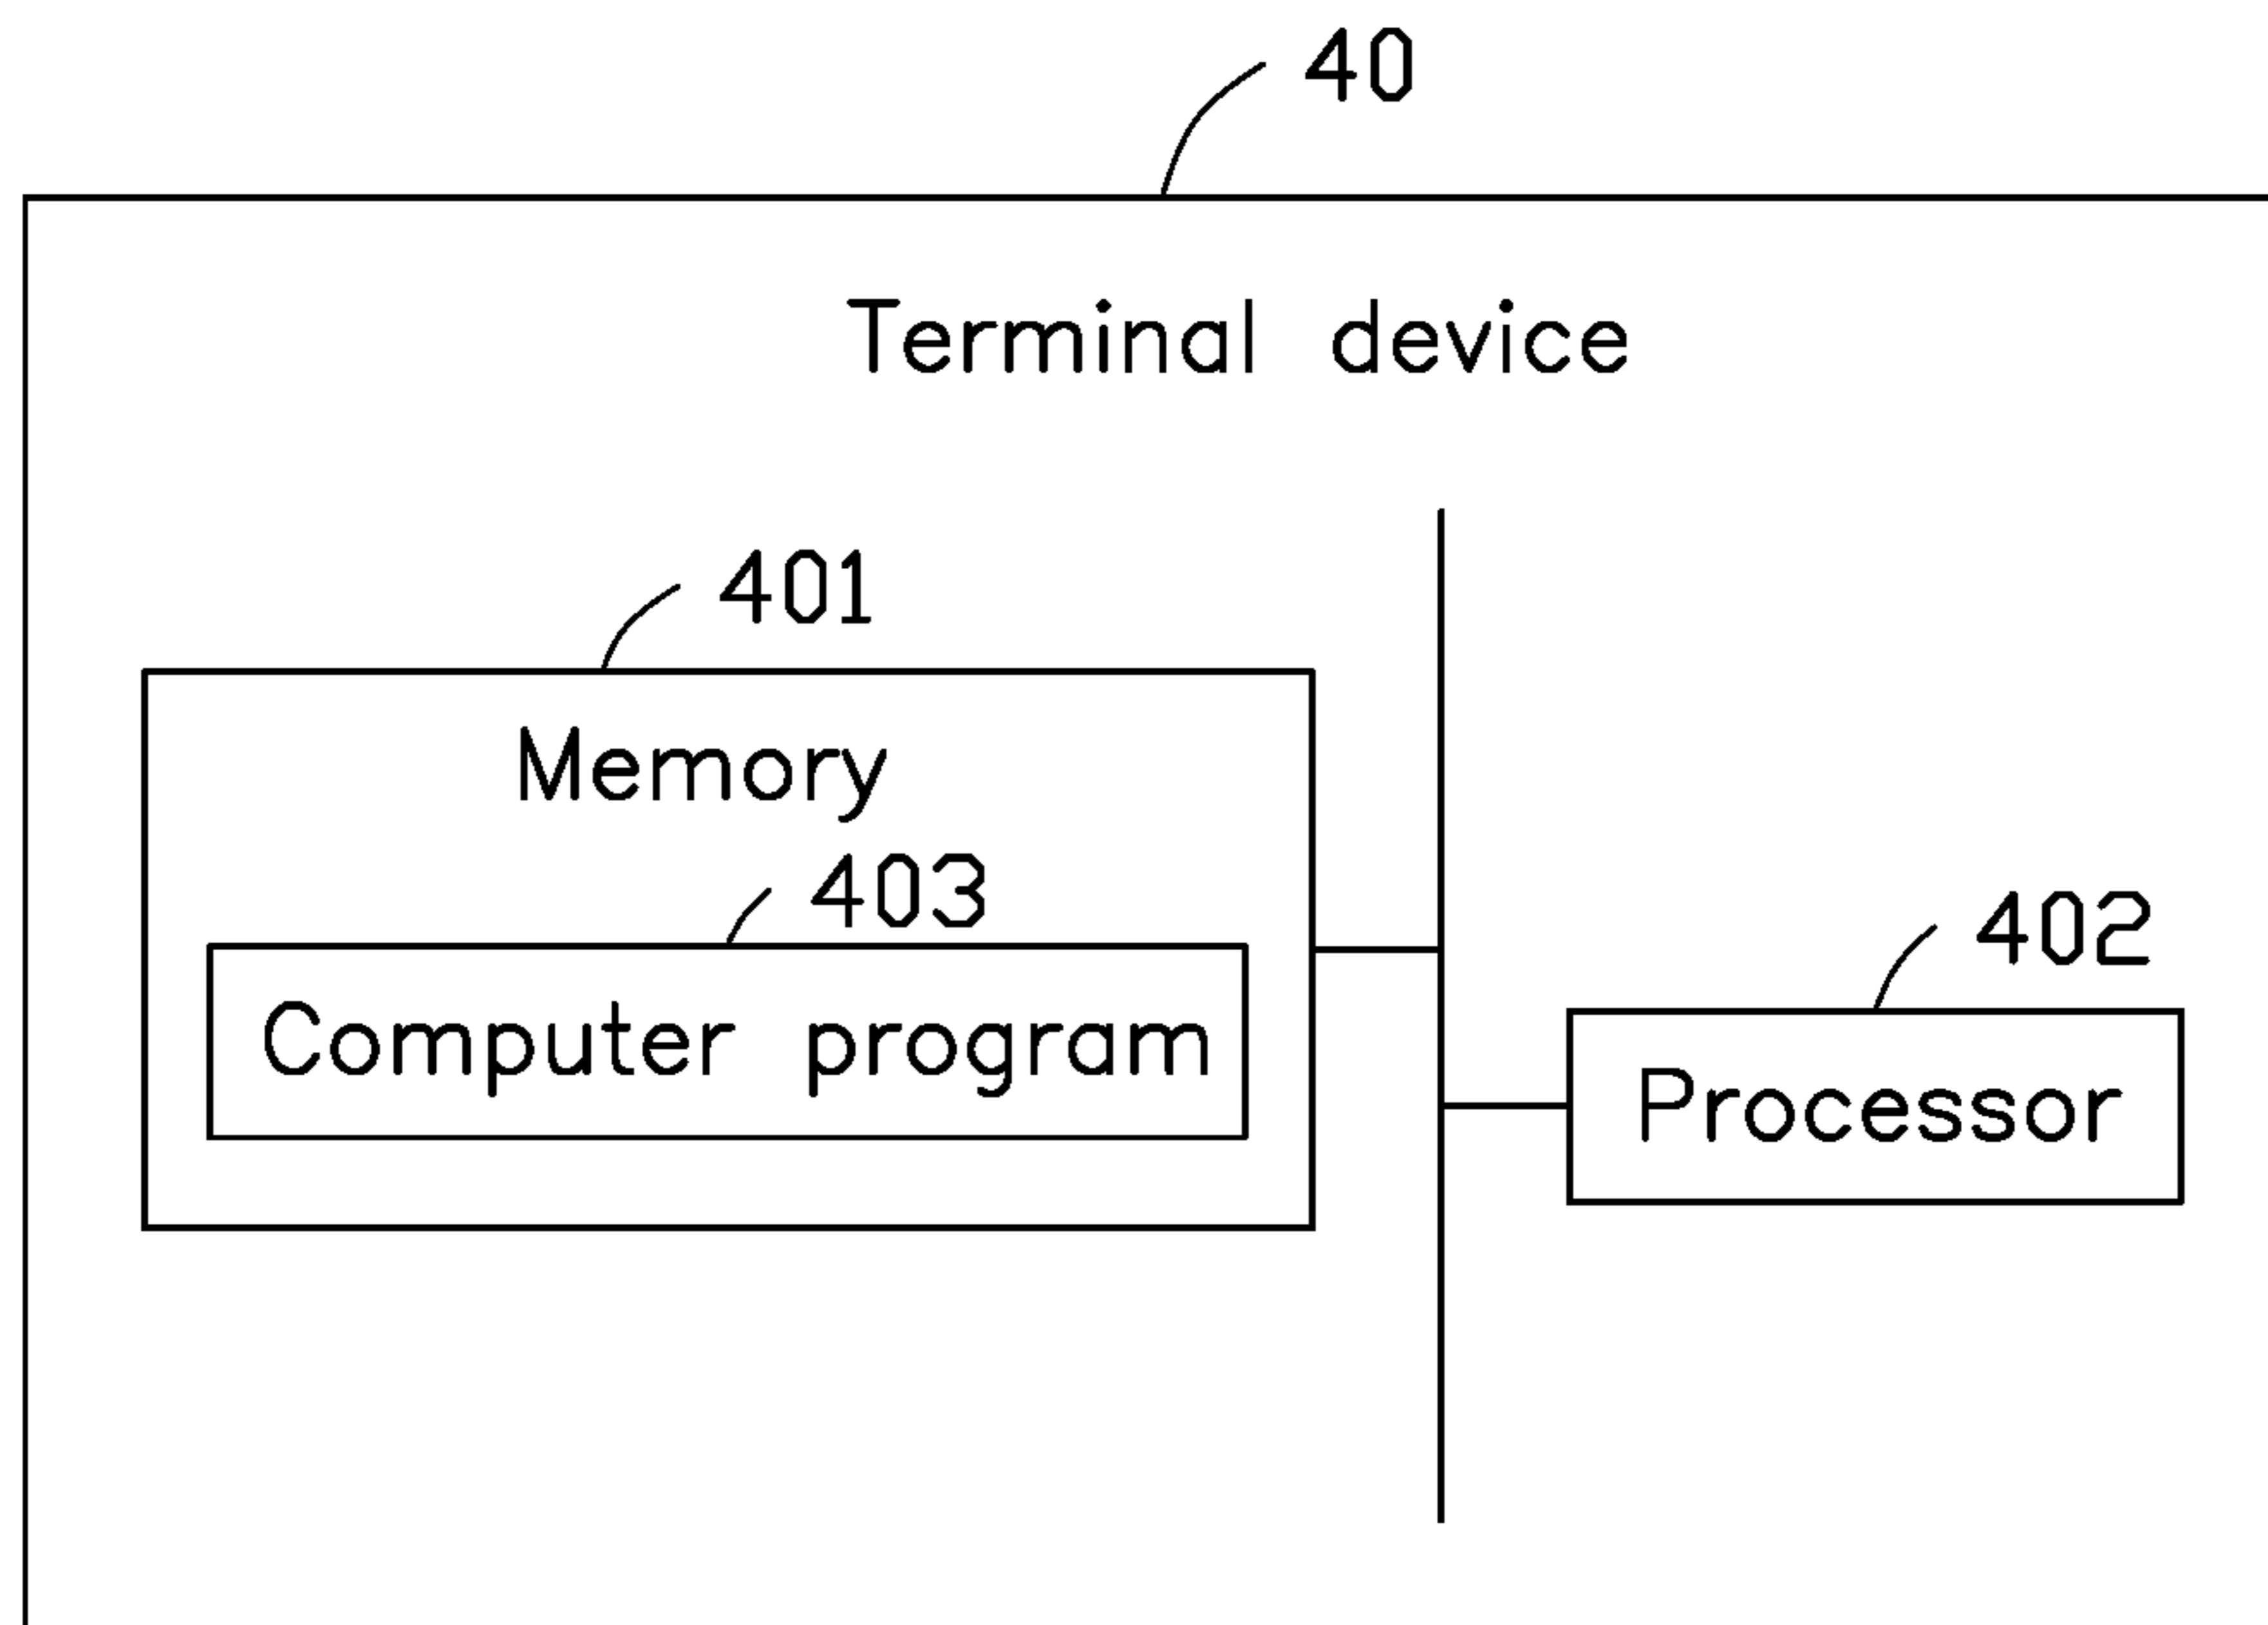 40
Terminal device
401
Memory
403
Computer program
402
Processor